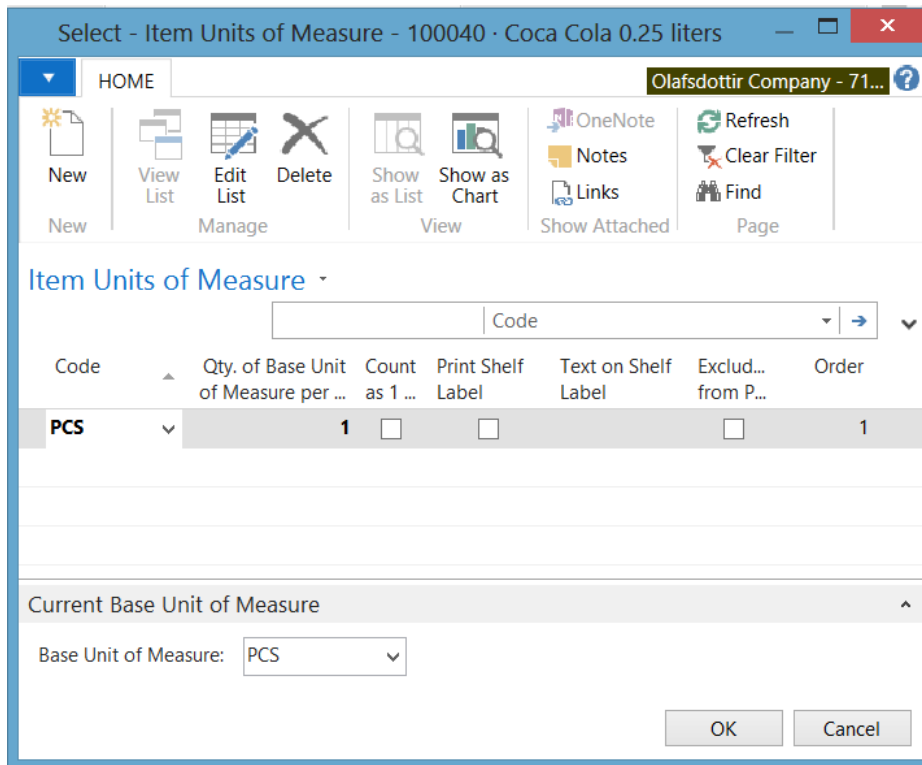 Select - Item Units of Measure - 100040 · Coca Cola 0.25 liters
HOME
Olafsdottir Company - 71...
New
View List
Edit List
Delete
Show as List
Show as Chart
OneNote
Notes
Links
Refresh
Clear Filter
Find
New
Manage
View
Show Attached
Page
Item Units of Measure
Code
Code
Qty. of Base Unit of Measure per ...
Count as 1 ...
Print Shelf Label
Text on Shelf Label
Exclud... from P...
Order
PCS 1 1
Current Base Unit of Measure
Base Unit of Measure: PCS
OK Cancel